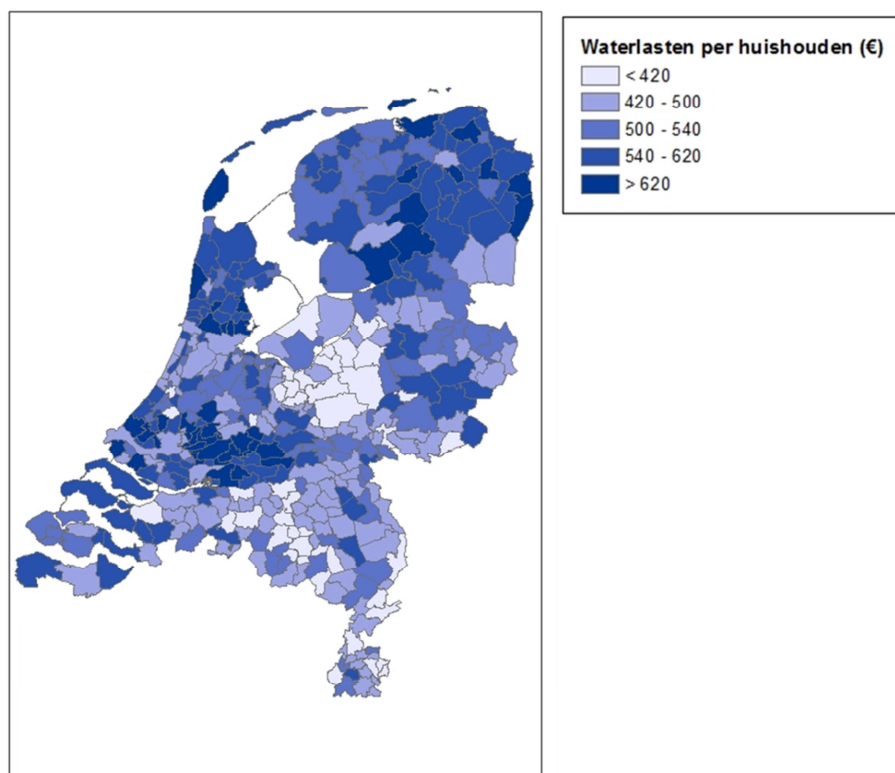 Waterlasten per huishouden (€)
< 420
420 - 500
500 - 540
540 - 620
> 620